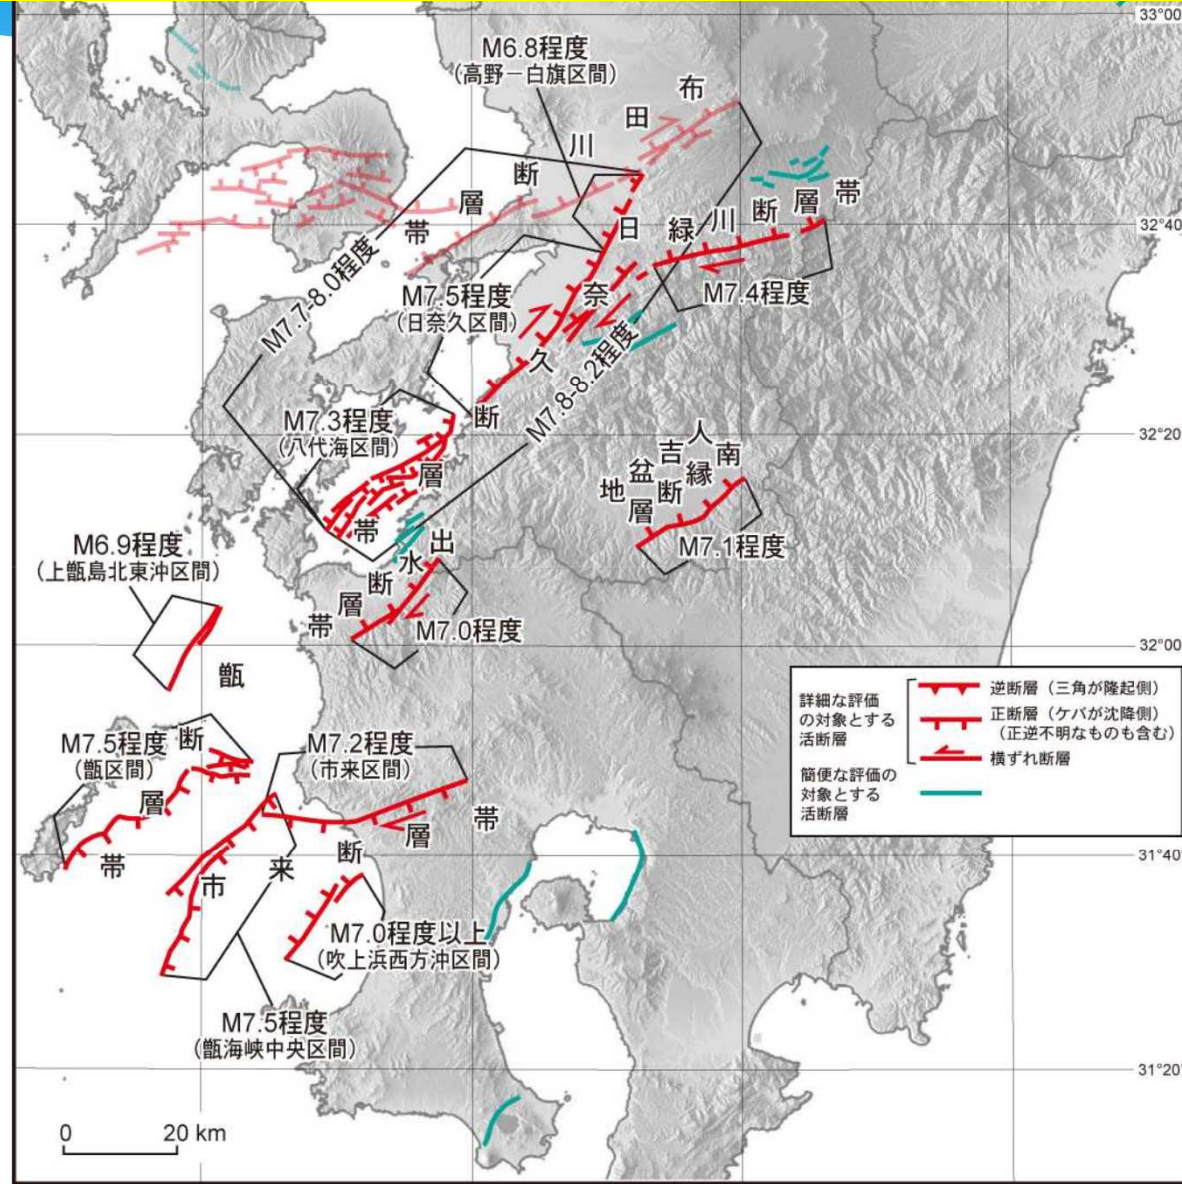 33°00
M6.8程度
(高野－白旗区間)
布田川断層帯
32°40
緑川断層帯
日奈久断層帯
M7.7-8.0程度
M7.5程度
(日奈久区間)
M7.4程度
M7.8-8.2程度
M7.3程度
(八代海区間)
32°20
人吉盆地南縁断層
M7.1程度
M6.9程度
(上甑島北東沖区間)
出水断層帯
M7.0程度
32°00
甑断層帯
M7.5程度
(甑区間)
M7.2程度
(市来区間)
市来断層帯
31°40
M7.0程度以上
(吹上浜西方沖区間)
M7.5程度
(甑海峡中央区間)
31°20'
0 20 km
詳細な評価
の対象とする
活断層
逆断層（三角が隆起側）
正断層（ケバが沈降側）
（正逆不明なものも含む）
横ずれ断層
簡便な評価の
対象とする
活断層